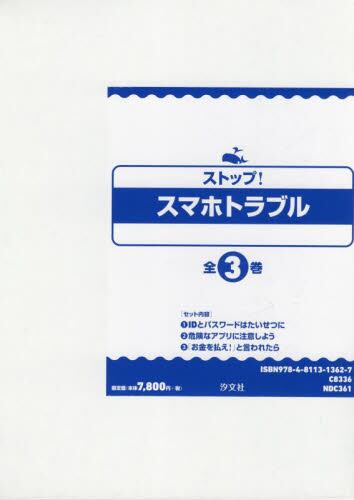 ストップ!
スマホトラブル
全3巻
[セット内容]
①IDとパスワードはたいせつに
②危険なアプリに注意しよう
③「お金を払え!」と言われたら
ISBN978-4-8113-1362-7
C8336
NDC361
揃定価(本体7,800円+税)
汐文社